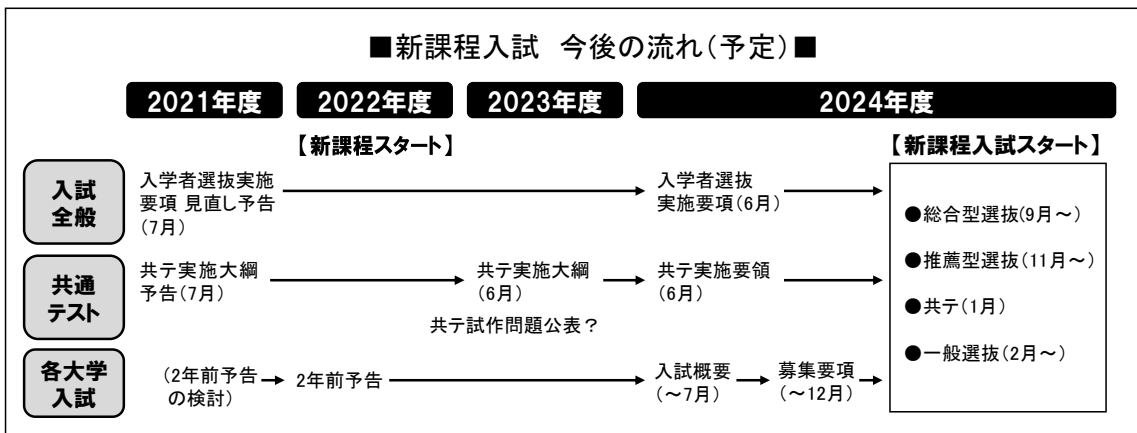 ■新課程入試 今後の流れ(予定)■
2021年度 2022年度 2023年度 2024年度
【新課程スタート】 【新課程入試スタート】
入試
全般
入学者選抜実施
要項 見直し予告
(7月)
入学者選抜
実施要項(6月)
共通
テスト
共テ実施大綱
予告(7月)
共テ実施大綱
(6月)
共テ実施要領
(6月)
共テ試作問題公表?
各大学
入試
(2年前予告
の検討)
2年前予告
入試概要
(~7月)
募集要項
(~12月)
●総合型選抜(9月~)
●推薦型選抜(11月~)
●共テ(1月)
●一般選抜(2月~)